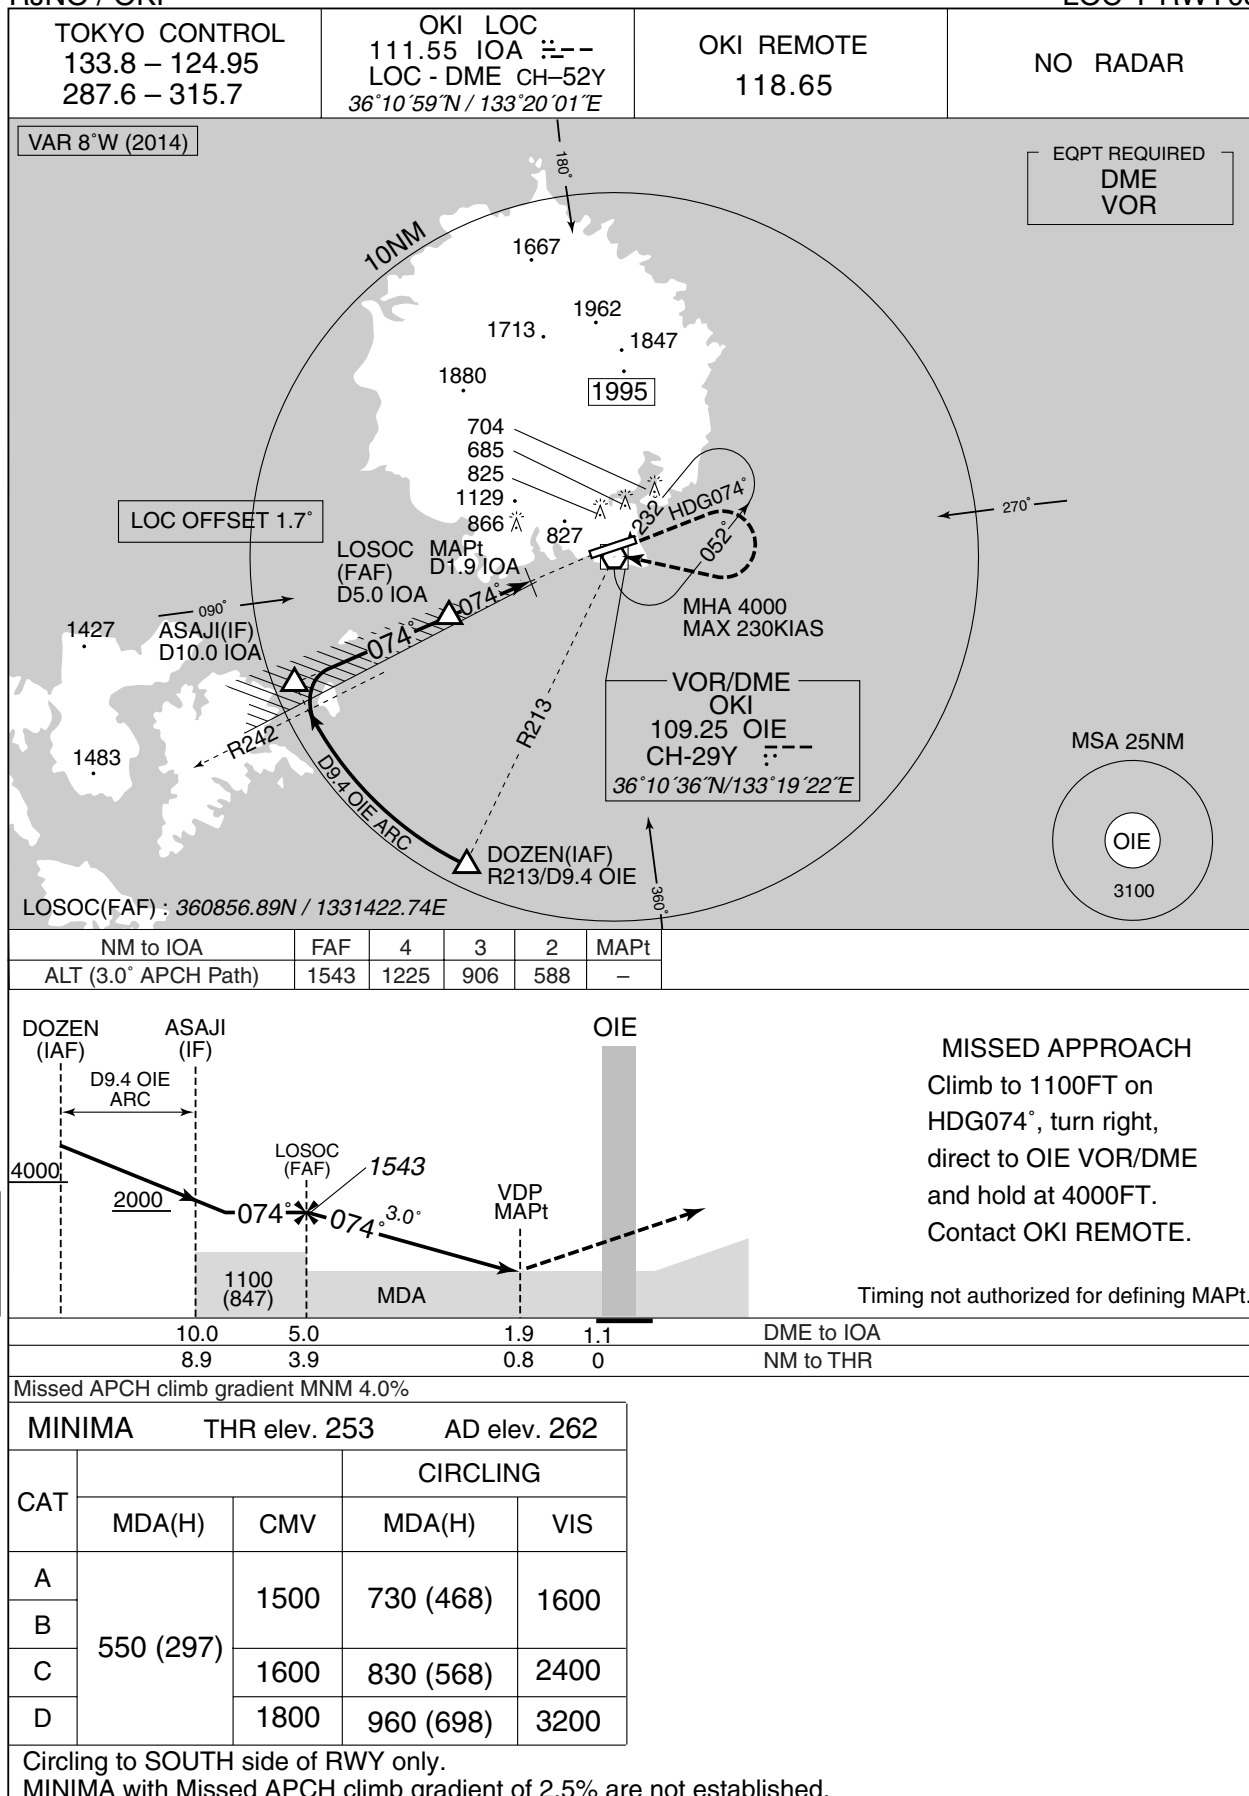 TOKYO CONTROL
133.8 – 124.95
287.6 – 315.7
OKI LOC
111.55 IOA
LOC - DME CH–52Y
36°10´59˝N / 133°20´01˝E
OKI REMOTE
118.65
NO RADAR
VAR 8°W (2014)
EQPT REQUIRED
DME
VOR
180°
10NM
1667
1962
1713
1847
1880
1995
704
685
825
1129
866
827
232°
HDG074°
052°
270°
LOC OFFSET 1.7°
LOSOC
(FAF)
D5.0 IOA
MAPt
D1.9 IOA
074°
074°
090°
ASAJI(IF)
D10.0 IOA
1427
1483
MHA 4000
MAX 230KIAS
R242
R213
D9.4 OIE ARC
VOR/DME
OKI
109.25 OIE
CH-29Y
36°10´36˝N/133°19´22˝E
MSA 25NM
OIE
3100
DOZEN(IAF)
R213/D9.4 OIE
360°
LOSOC(FAF) : 360856.89N / 1331422.74E
NM to IOA FAF 4 3 2 MAPt
ALT (3.0° APCH Path) 1543 1225 906 588 –
DOZEN
(IAF)
ASAJI
(IF)
OIE
D9.4 OIE
ARC
LOSOC
(FAF)
1543
4000
2000
074°
074°
3.0°
VDP
MAPt
1100
(847)
MDA
MISSED APPROACH
Climb to 1100FT on
HDG074°, turn right,
direct to OIE VOR/DME
and hold at 4000FT.
Contact OKI REMOTE.
Timing not authorized for defining MAPt.
10.0 5.0 1.9 1.1 DME to IOA
8.9 3.9 0.8 0 NM to THR
Missed APCH climb gradient MNM 4.0%
MINIMA THR elev. 253 AD elev. 262
CAT CIRCLING
MDA(H) CMV MDA(H) VIS
A 550 (297) 1500 730 (468) 1600
B
C 1600 830 (568) 2400
D 1800 960 (698) 3200
Circling to SOUTH side of RWY only.
MINIMA with Missed APCH climb gradient of 2.5% are not established.